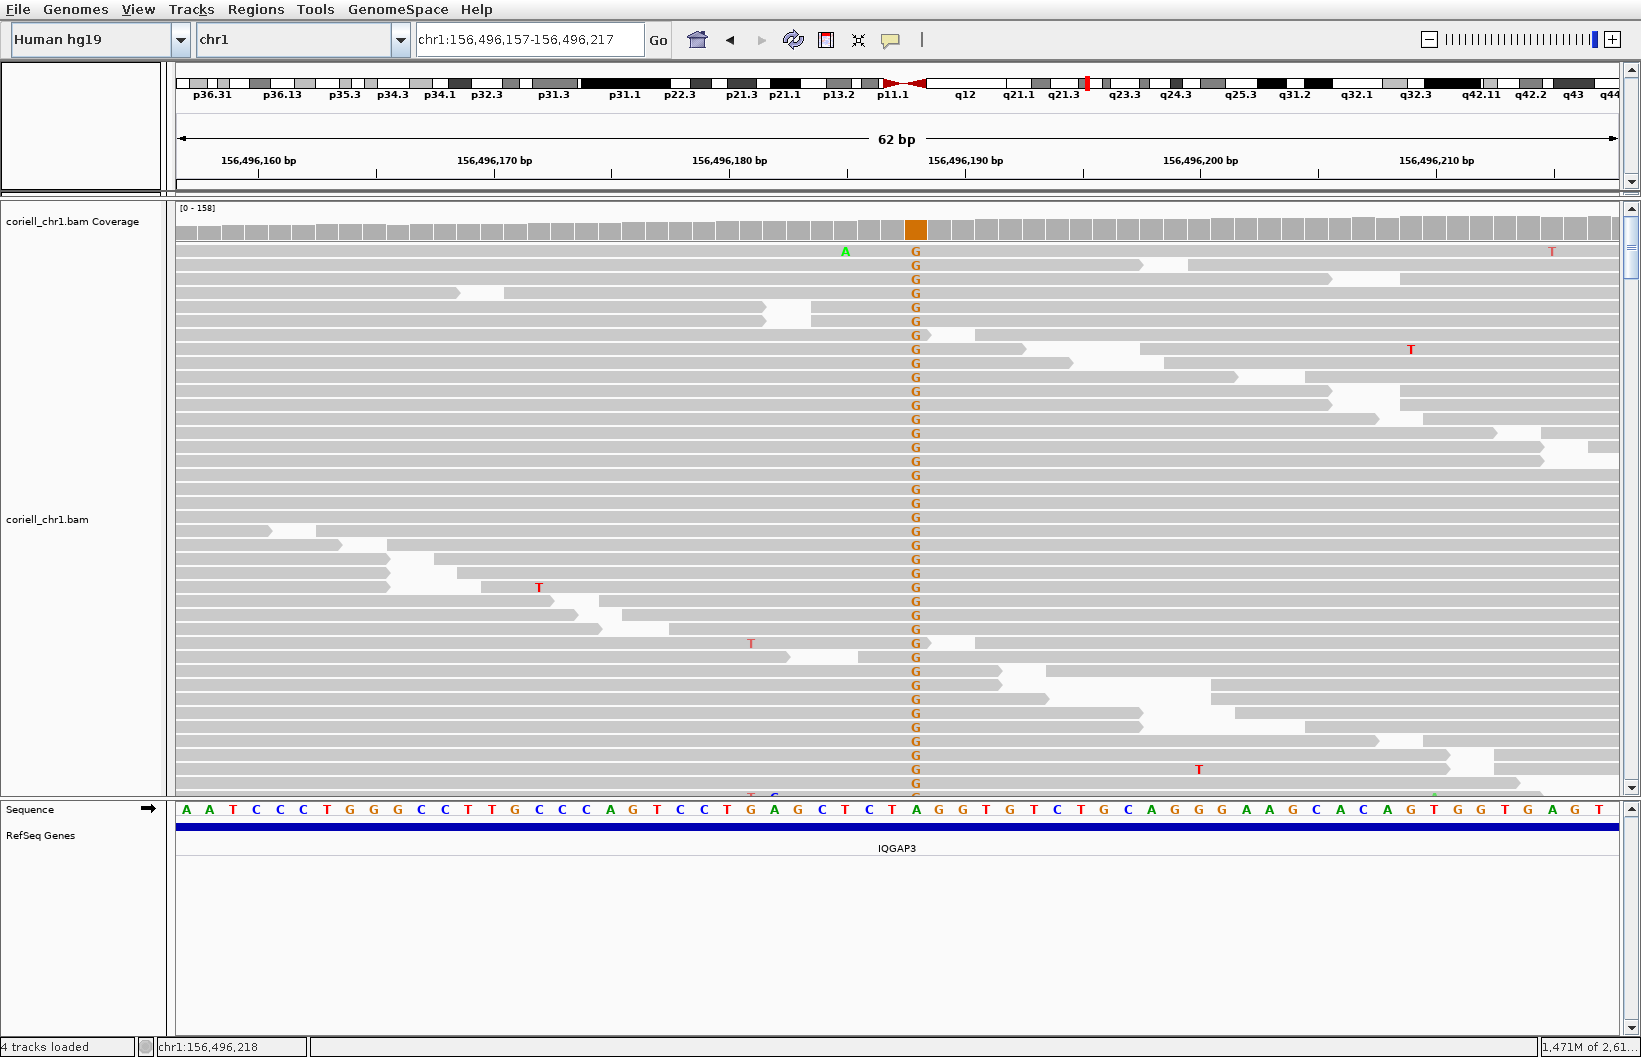 File Genomes View Tracks Regions Tools GenomeSpace Help
Human hg19 chr1 chr1:156,496,157-156,496,217 Go
p36.31 p36.13 p35.3 p34.3 p34.1 p32.3 p31.3 p31.1 p22.3 p21.3 p21.1 p13.2 p11.1 q12 q21.1 q21.3 q23.3 q24.3 q25.3 q31.2 q32.1 q32.3 q42.11 q42.2 q43 q44
62 bp
156,496,160 bp 156,496,170 bp 156,496,180 bp 156,496,190 bp 156,496,200 bp 156,496,210 bp
[0 - 158]
coriell_chr1.bam Coverage
A G T
G
G
G
G
G
G
G T
G
G
G
G
G
G
G
G
G
G
G
coriell_chr1.bam G
G
G
G
G
T G
G
G
G
T G
G
G
G
G
G
G
G
G
T G
G
Sequence A A T C C C T G G G C C T T G C C C A G T C C T G A G C T C T A G G T G T C T G C A G G G A A G C A C A G T G G T G A G T
RefSeq Genes
IQGAP3
4 tracks loaded chr1:156,496,218 1,471M of 2,61...